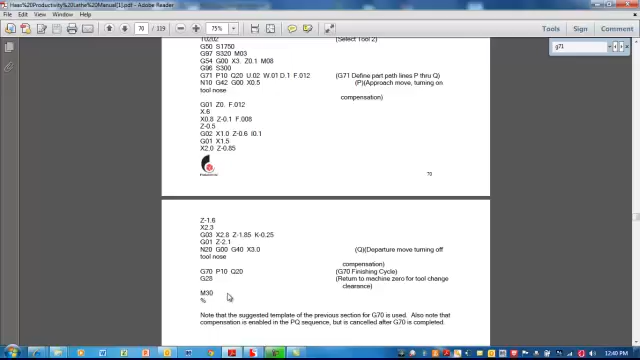 Haas%20Productivity%20Lathe%20Manual[1].pdf - Adobe Reader
File Edit View Window Help
70 / 119 75% Tools Sign Comment
g71
T0202 (Select Tool 2)
G50 S1750
G97 S320 M03
G54 G00 X3. Z0.1 M08
G96 S300
G71 P10 Q20 U.02 W.01 D.1 F.012 (G71 Define part path lines P thru Q)
N10 G42 G00 X0.5 (P)(Approach move, turning on
tool nose
compensation)
G01 Z0. F.012
X.6
X0.8 Z-0.1 F.008
Z-0.5
G02 X1.0 Z-0.6 I0.1
G01 X1.5
X2.0 Z-0.85
70
Z-1.6
X2.3
G03 X2.8 Z-1.85 K-0.25
G01 Z-2.1
N20 G00 G40 X3.0 (Q)(Departure move turning off
tool nose
compensation)
G70 P10 Q20 (G70 Finishing Cycle)
G28 (Return to machine zero for tool change
clearance)
M30
%
Note that the suggested template of the previous section for G70 is used. Also note that
compensation is enabled in the PQ sequence, but is cancelled after G70 is completed.
12:40 PM